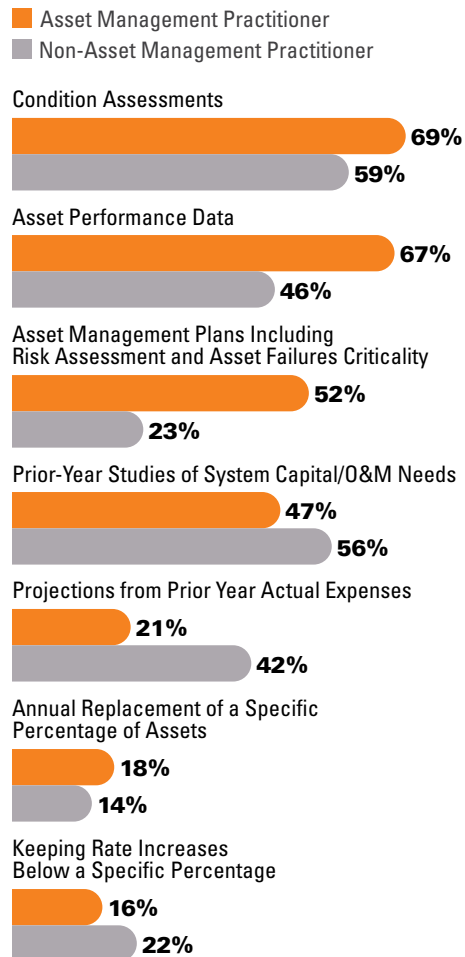 Asset Management Practitioner
Non-Asset Management Practitioner
Condition Assessments
69%
59%
Asset Performance Data
67%
46%
Asset Management Plans Including
Risk Assessment and Asset Failures Criticality
52%
23%
Prior-Year Studies of System Capital/O&M Needs
47%
56%
Projections from Prior Year Actual Expenses
21%
42%
Annual Replacement of a Specific
Percentage of Assets
18%
14%
Keeping Rate Increases
Below a Specific Percentage
16%
22%